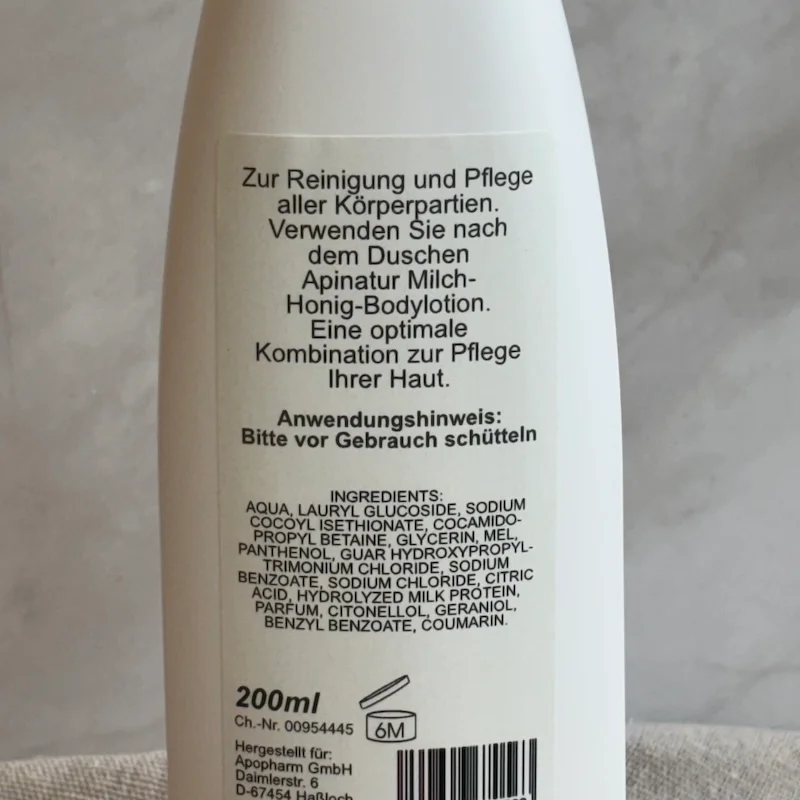 Zur Reinigung und Pflege
aller Körperpartien.
Verwenden Sie nach
dem Duschen
Apinatur Milch-
Honig-Bodylotion.
Eine optimale
Kombination zur Pflege
Ihrer Haut.
Anwendungshinweis:
Bitte vor Gebrauch schütteln
INGREDIENTS:
AQUA, LAURYL GLUCOSIDE, SODIUM
COCOYL ISETHIONATE, COCAMIDO-
PROPYL BETAINE, GLYCERIN, MEL,
PANTHENOL, GUAR HYDROXYPROPYL-
TRIMONIUM CHLORIDE, SODIUM
BENZOATE, SODIUM CHLORIDE, CITRIC
ACID, HYDROLYZED MILK PROTEIN,
PARFUM, CITONELLOL, GERANIOL,
BENZYL BENZOATE, COUMARIN.
200ml
Ch.-Nr. 00954445
6M
Hergestellt für:
Apopharm GmbH
Daimlerstr. 6
D-67454 Haßloch